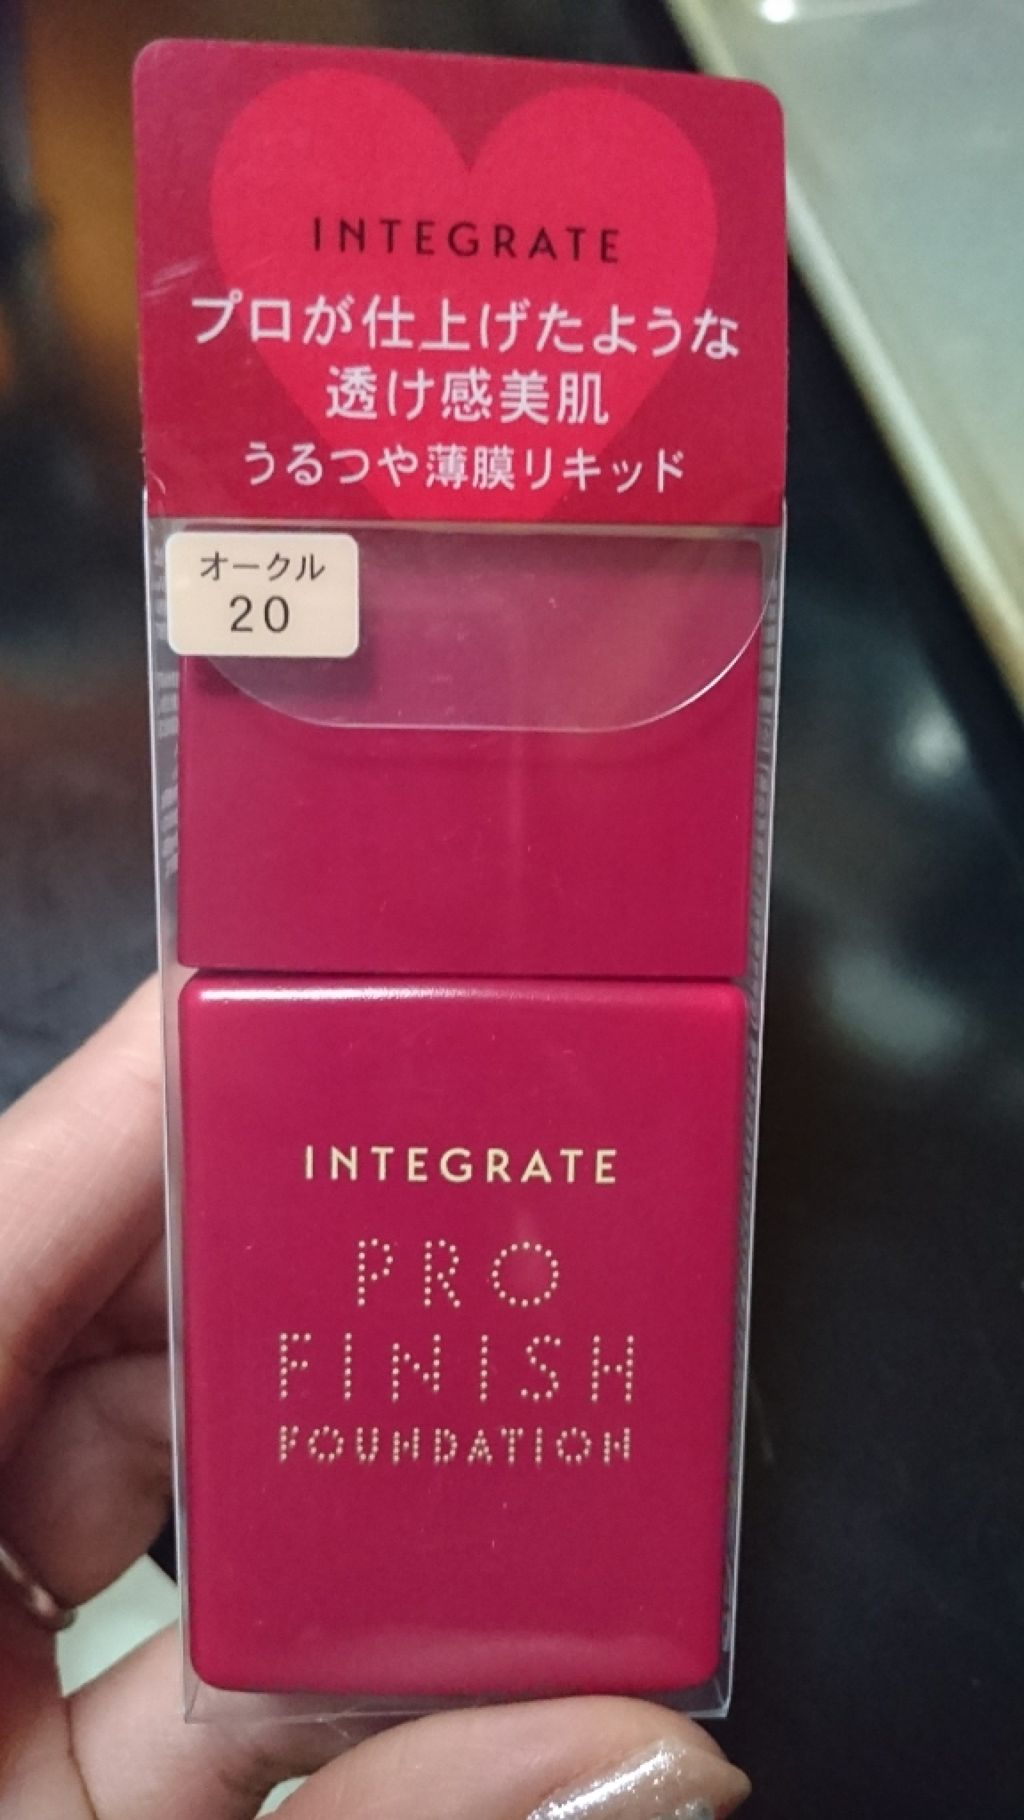 INTEGRATE
プロが仕上げたような
透け感美肌
うるつや薄膜リキッド
オークル
20
INTEGRATE
PRO
FINISH
FOUNDATION